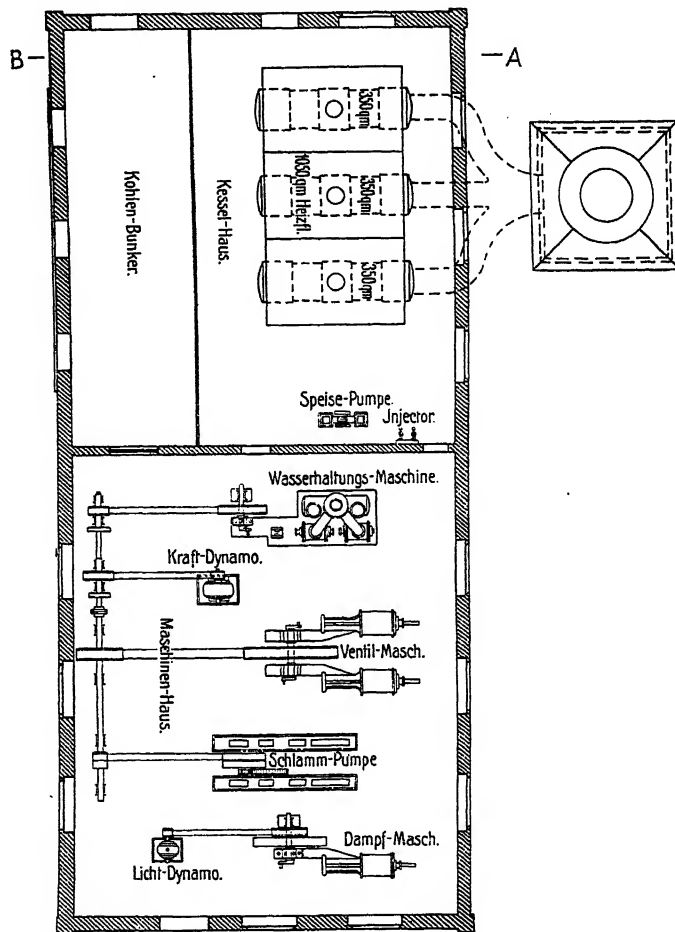 B
A
350qm
1050qm Heizfl.
350qm
350qm
Kohlen-Bunker.
Kessel-Haus.
Speise-Pumpe.
Jnjector.
Wasserhaltungs-Maschine.
Kraft-Dynamo.
Maschinen-Haus.
Ventil-Masch.
Schlamm-Pumpe
Dampf-Masch.
Licht-Dynamo.